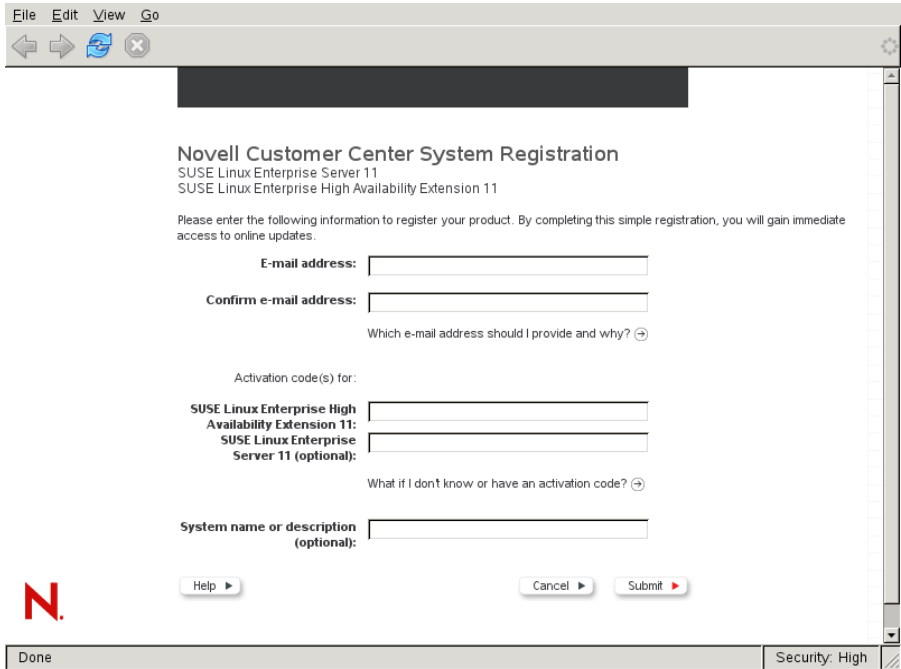 File Edit View Go
Novell Customer Center System Registration
SUSE Linux Enterprise Server 11
SUSE Linux Enterprise High Availability Extension 11
Please enter the following information to register your product. By completing this simple registration, you will gain immediate
access to online updates.
E-mail address:
Confirm e-mail address:
Which e-mail address should I provide and why?
Activation code(s) for:
SUSE Linux Enterprise High
Availability Extension 11:
SUSE Linux Enterprise
Server 11 (optional):
What if I don't know or have an activation code?
System name or description
(optional):
Help Cancel Submit
N.
Done Security: High